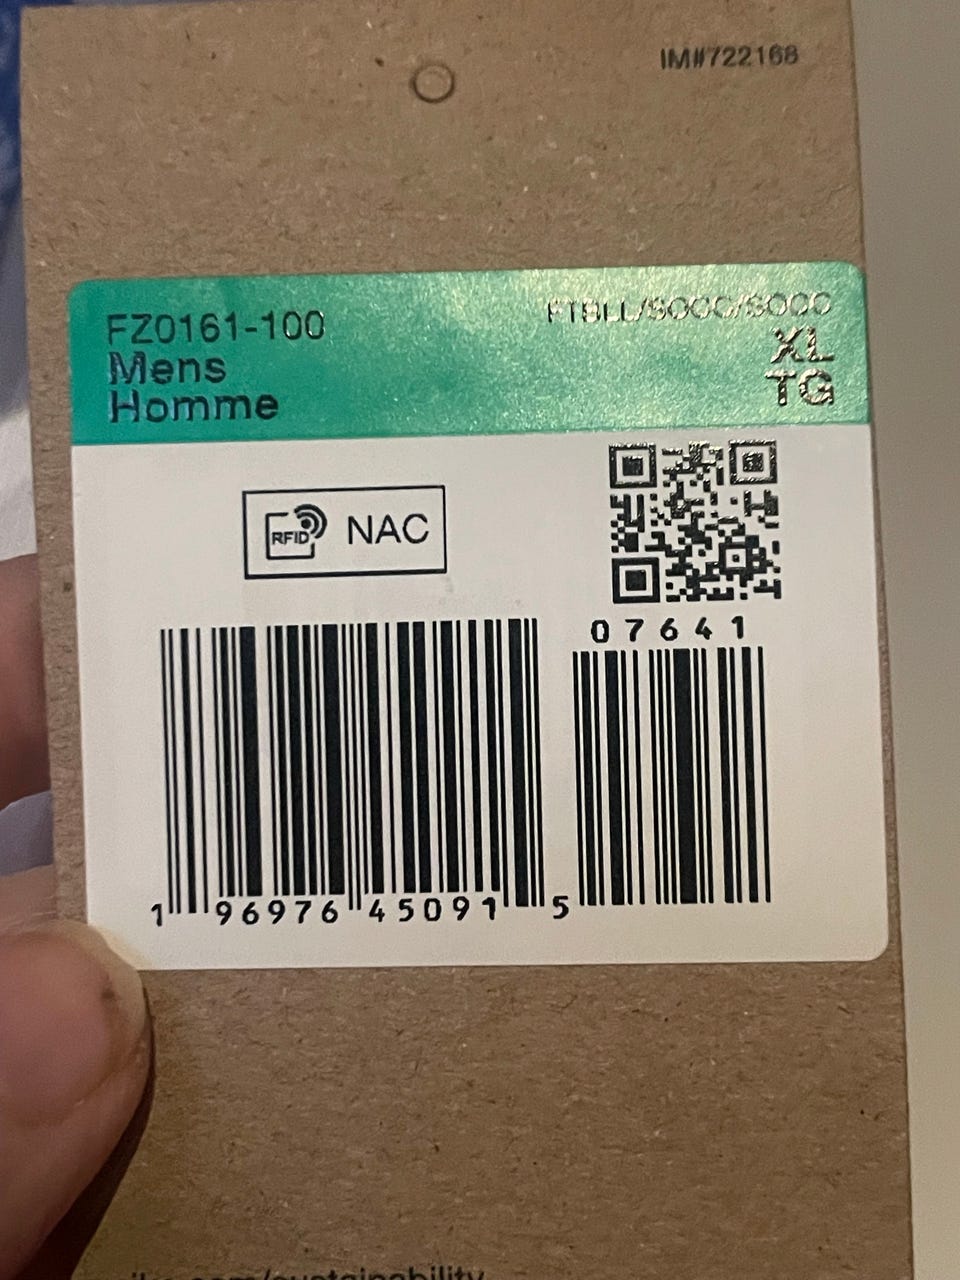 IM#722168
FZ0161-100
FTBLL/SOCC/SOCC
Mens
XL
Homme
TG
RFID NAC
07641
1 96976 45091 5